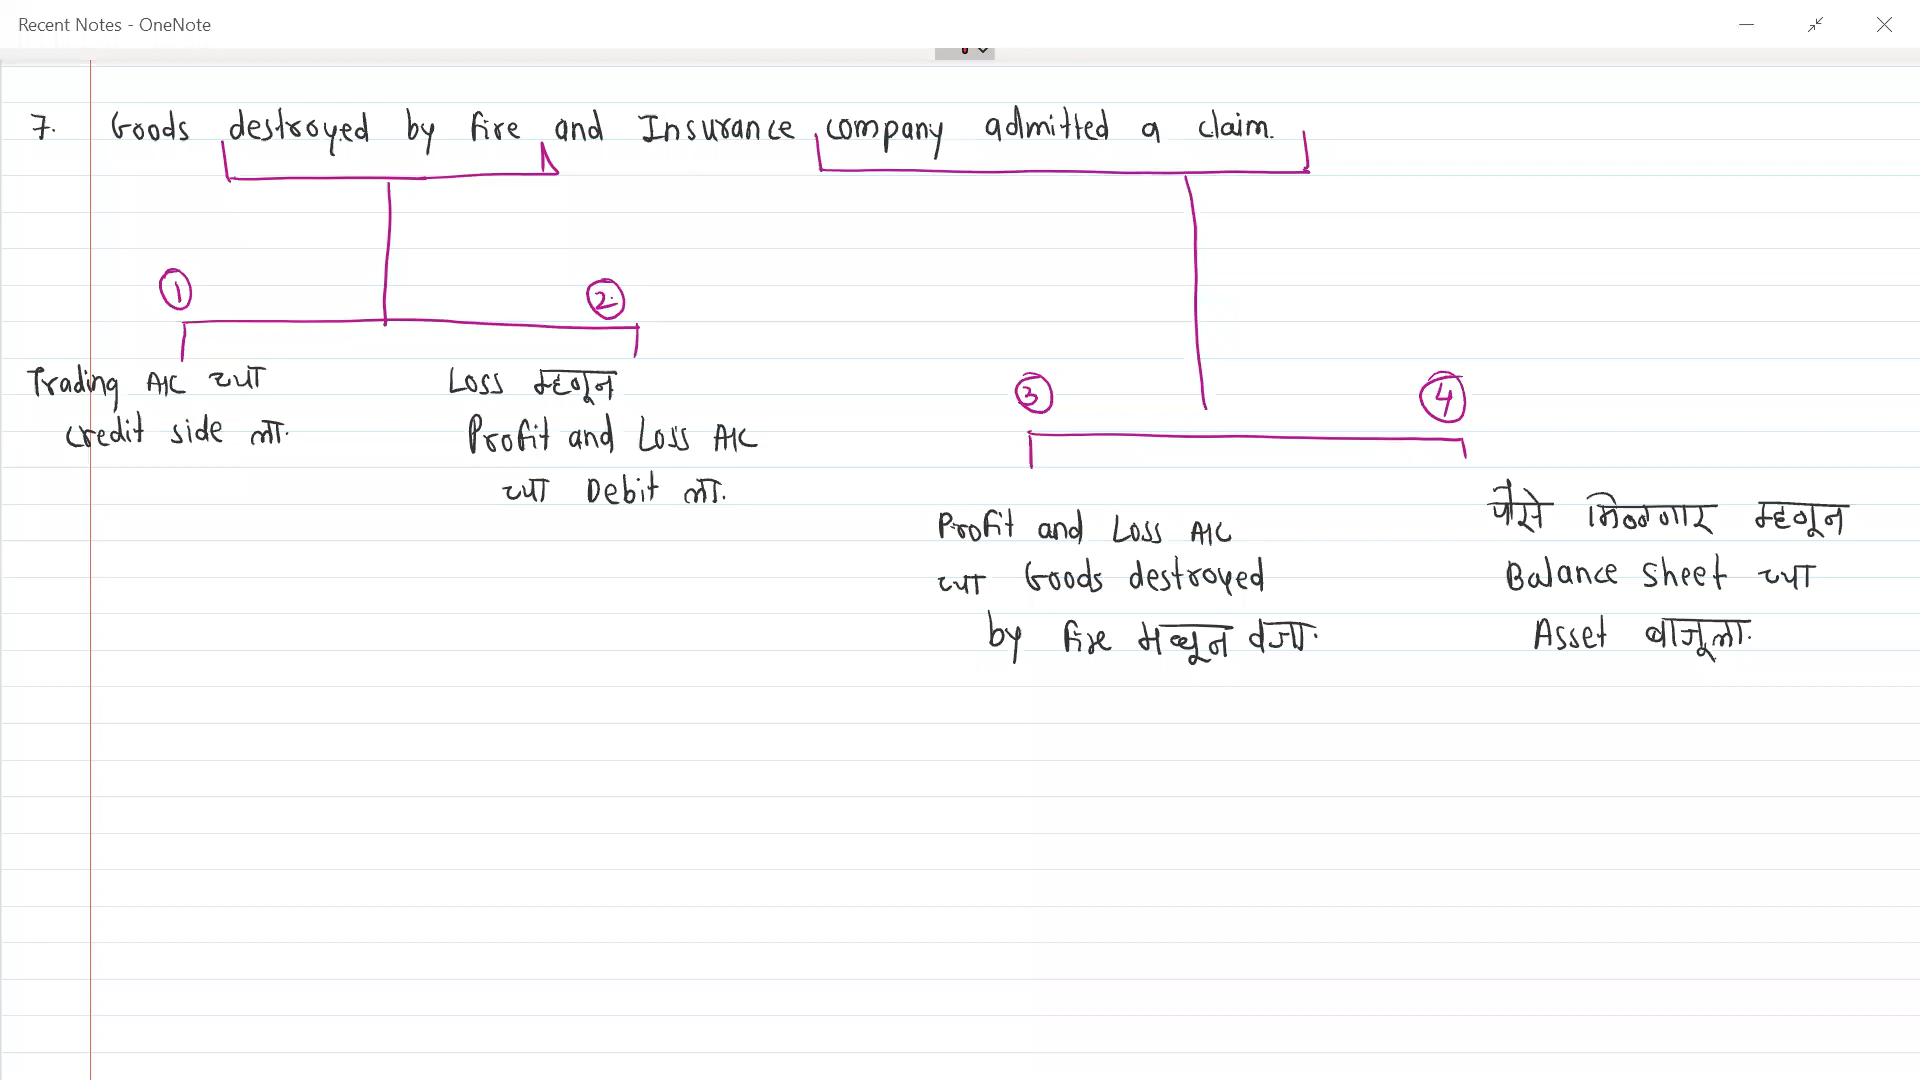 Recent Notes - OneNote
7. Goods destroyed by fire and Insurance company admitted a claim.
1
2.
Trading A/C च्या
credit side ला.
Loss म्हणून
Profit and Loss A/C
च्या Debit ला.
3
4
Profit and Loss A/C
च्या Goods destroyed
by fire मधून वजा.
पैसे मिळणार म्हणून
Balance sheet च्या
Asset बाजूला.